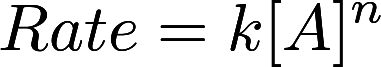 Rate = k[A]ⁿ